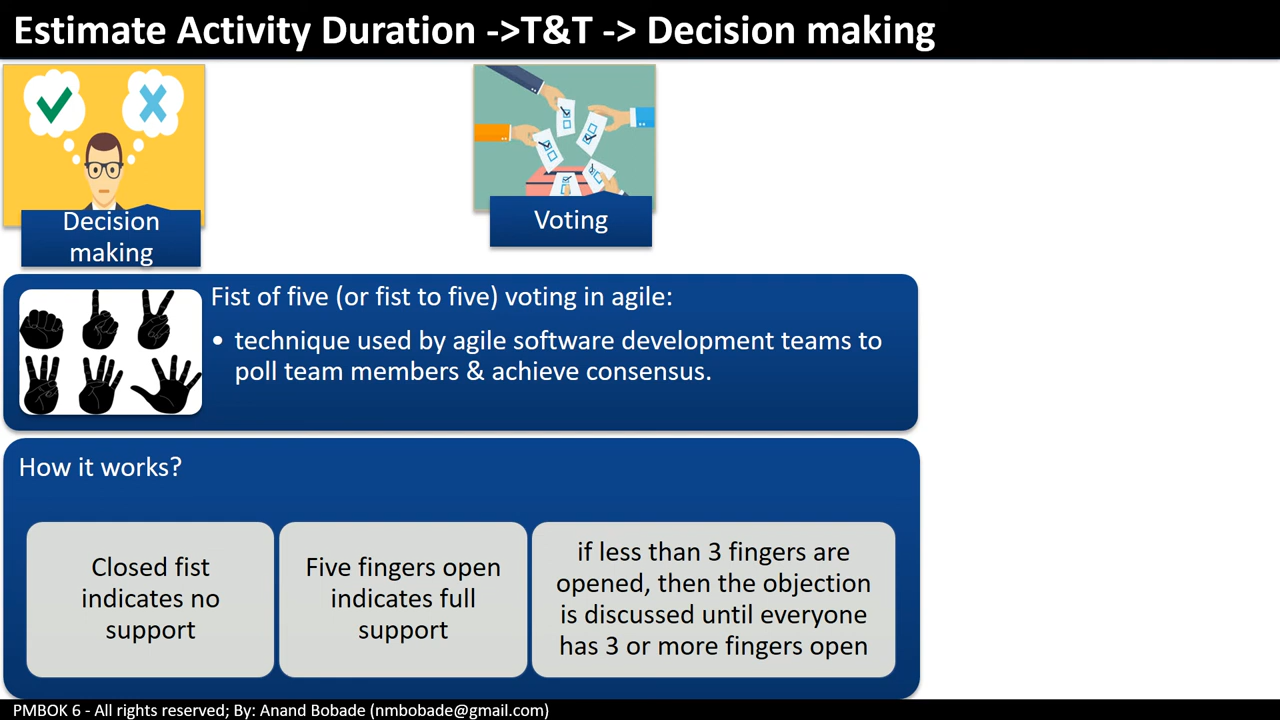 Estimate Activity Duration ->T&T -> Decision making
Decision
making
Voting
Fist of five (or fist to five) voting in agile:
• technique used by agile software development teams to
poll team members & achieve consensus.
How it works?
Closed fist
indicates no
support
Five fingers open
indicates full
support
if less than 3 fingers are
opened, then the objection
is discussed until everyone
has 3 or more fingers open
PMBOK 6 - All rights reserved; By: Anand Bobade (nmbobade@gmail.com)